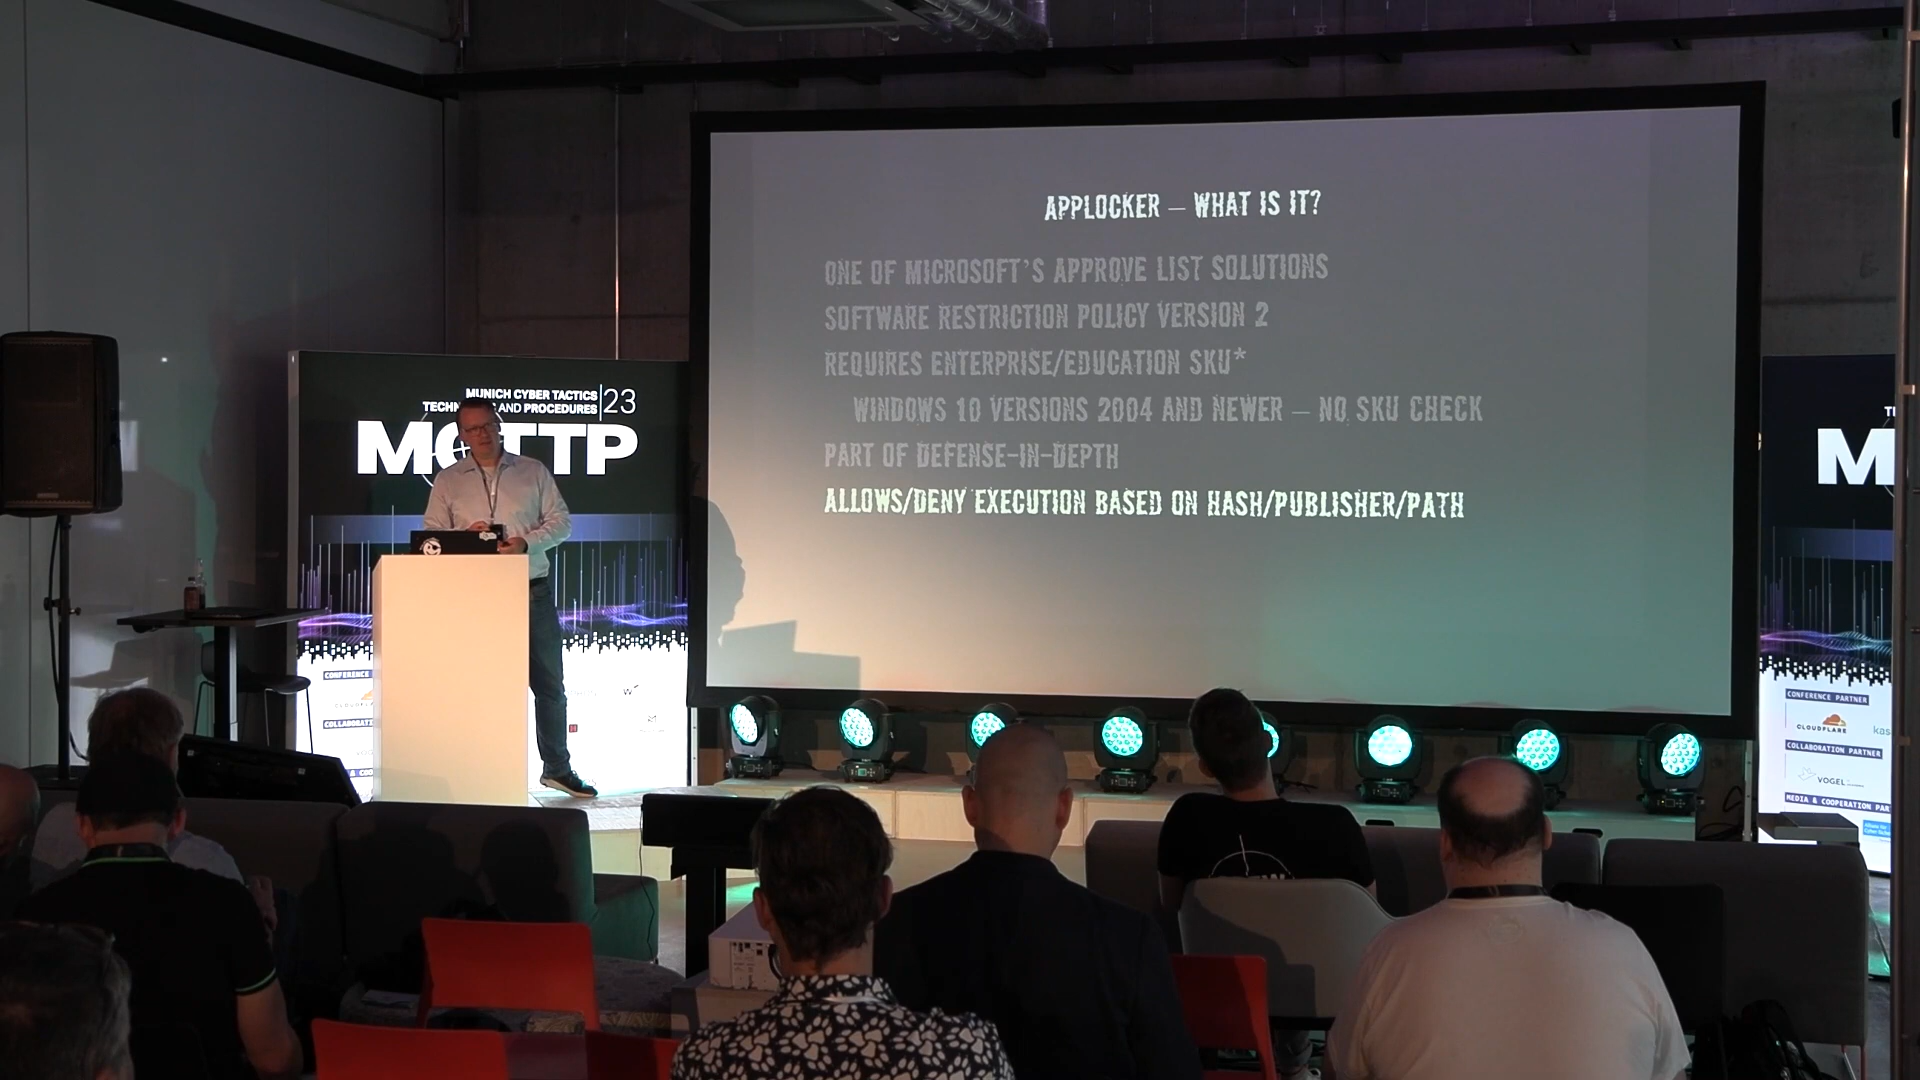 APPLOCKER – WHAT IS IT?
ONE OF MICROSOFT'S APPROVE LIST SOLUTIONS
SOFTWARE RESTRICTION POLICY VERSION 2
REQUIRES ENTERPRISE/EDUCATION SKU*
WINDOWS 10 VERSIONS 2004 AND NEWER – NO SKU CHECK
PART OF DEFENSE-IN-DEPTH
ALLOWS/DENY EXECUTION BASED ON HASH/PUBLISHER/PATH
MUNICH CYBER TACTICS
AND PROCEDURES
23
TTP
CONFERENCE
M
CONFERENCE PARTNER
CLOUDFLARE
COLLABORATION PARTNER
VOGEL
MEDIA & COOPERATION PAR